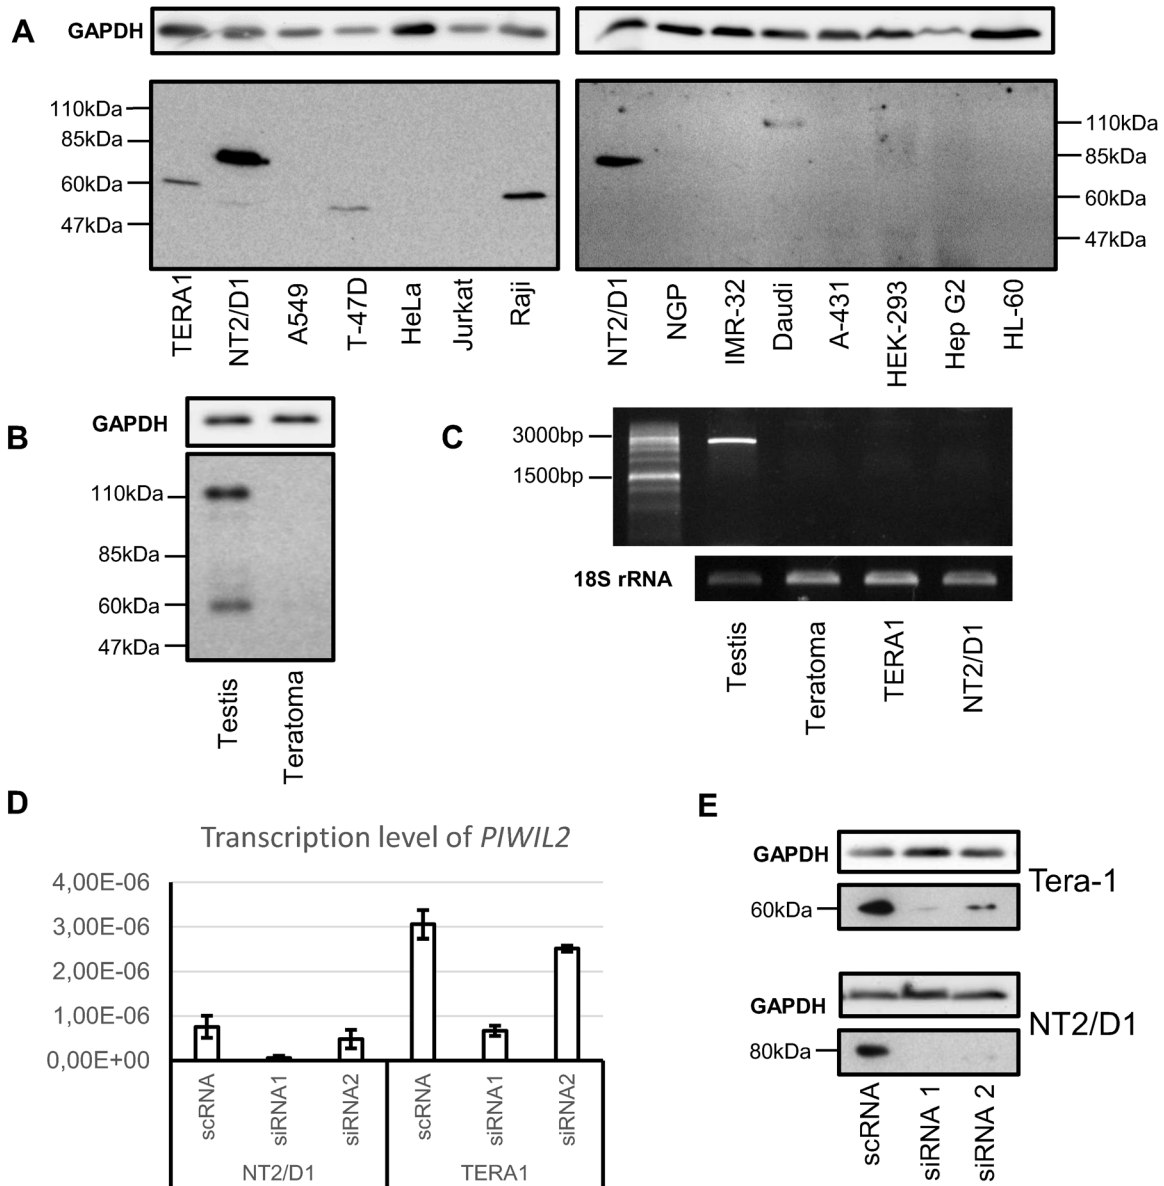 A
GAPDH
110kDa
85kDa
60kDa
47kDa
110kDa
85kDa
60kDa
47kDa
TERA1
NT2/D1
A549
T-47D
HeLa
Jurkat
Raji
NT2/D1
NGP
IMR-32
Daudi
A-431
HEK-293
Hep G2
HL-60
B
GAPDH
110kDa
85kDa
60kDa
47kDa
Testis
Teratoma
C
3000bp
1500bp
18S rRNA
Testis
Teratoma
TERA1
NT2/D1
D
Transcription level of PIWIL2
4,00E-06
3,00E-06
2,00E-06
1,00E-06
0,00E+00
scRNA
siRNA1
siRNA2
scRNA
siRNA1
siRNA2
NT2/D1
TERA1
E
GAPDH
60kDa
Tera-1
GAPDH
80kDa
NT2/D1
scRNA
siRNA 1
siRNA 2